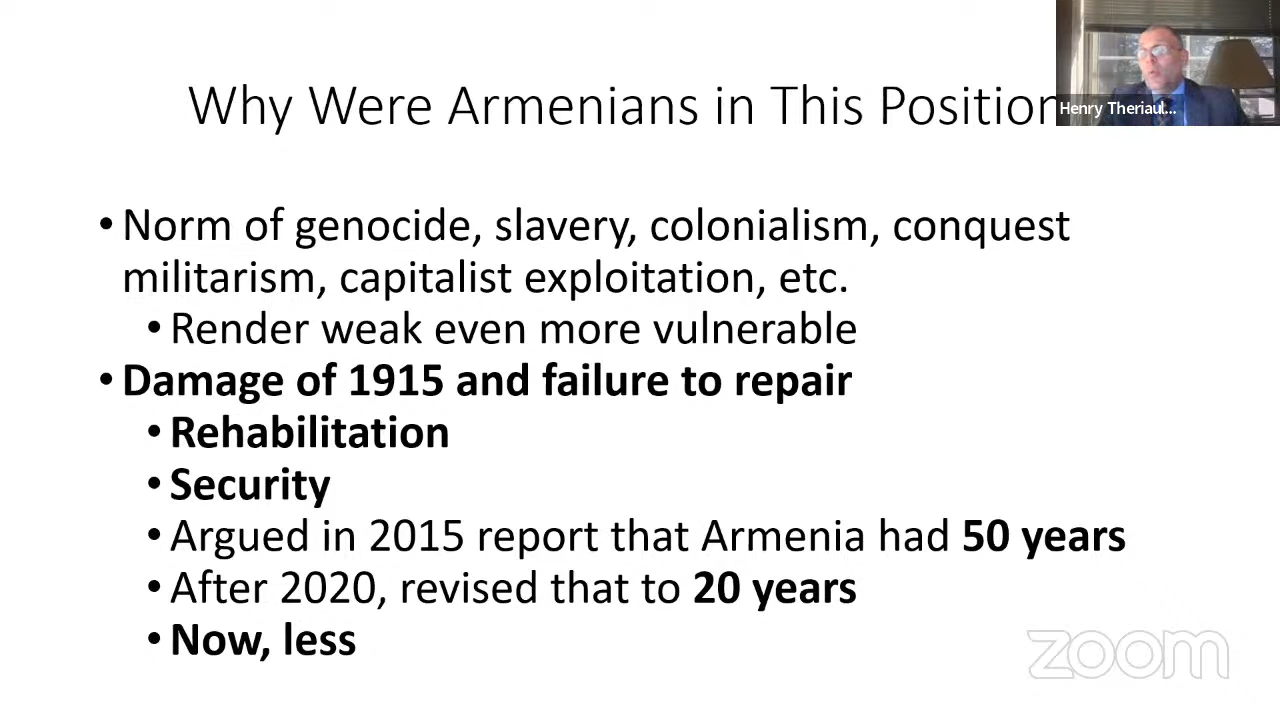 Why Were Armenians in This Position
Henry Theriaul...
• Norm of genocide, slavery, colonialism, conquest
militarism, capitalist exploitation, etc.
• Render weak even more vulnerable
• Damage of 1915 and failure to repair
• Rehabilitation
• Security
• Argued in 2015 report that Armenia had 50 years
• After 2020, revised that to 20 years
• Now, less
zoom